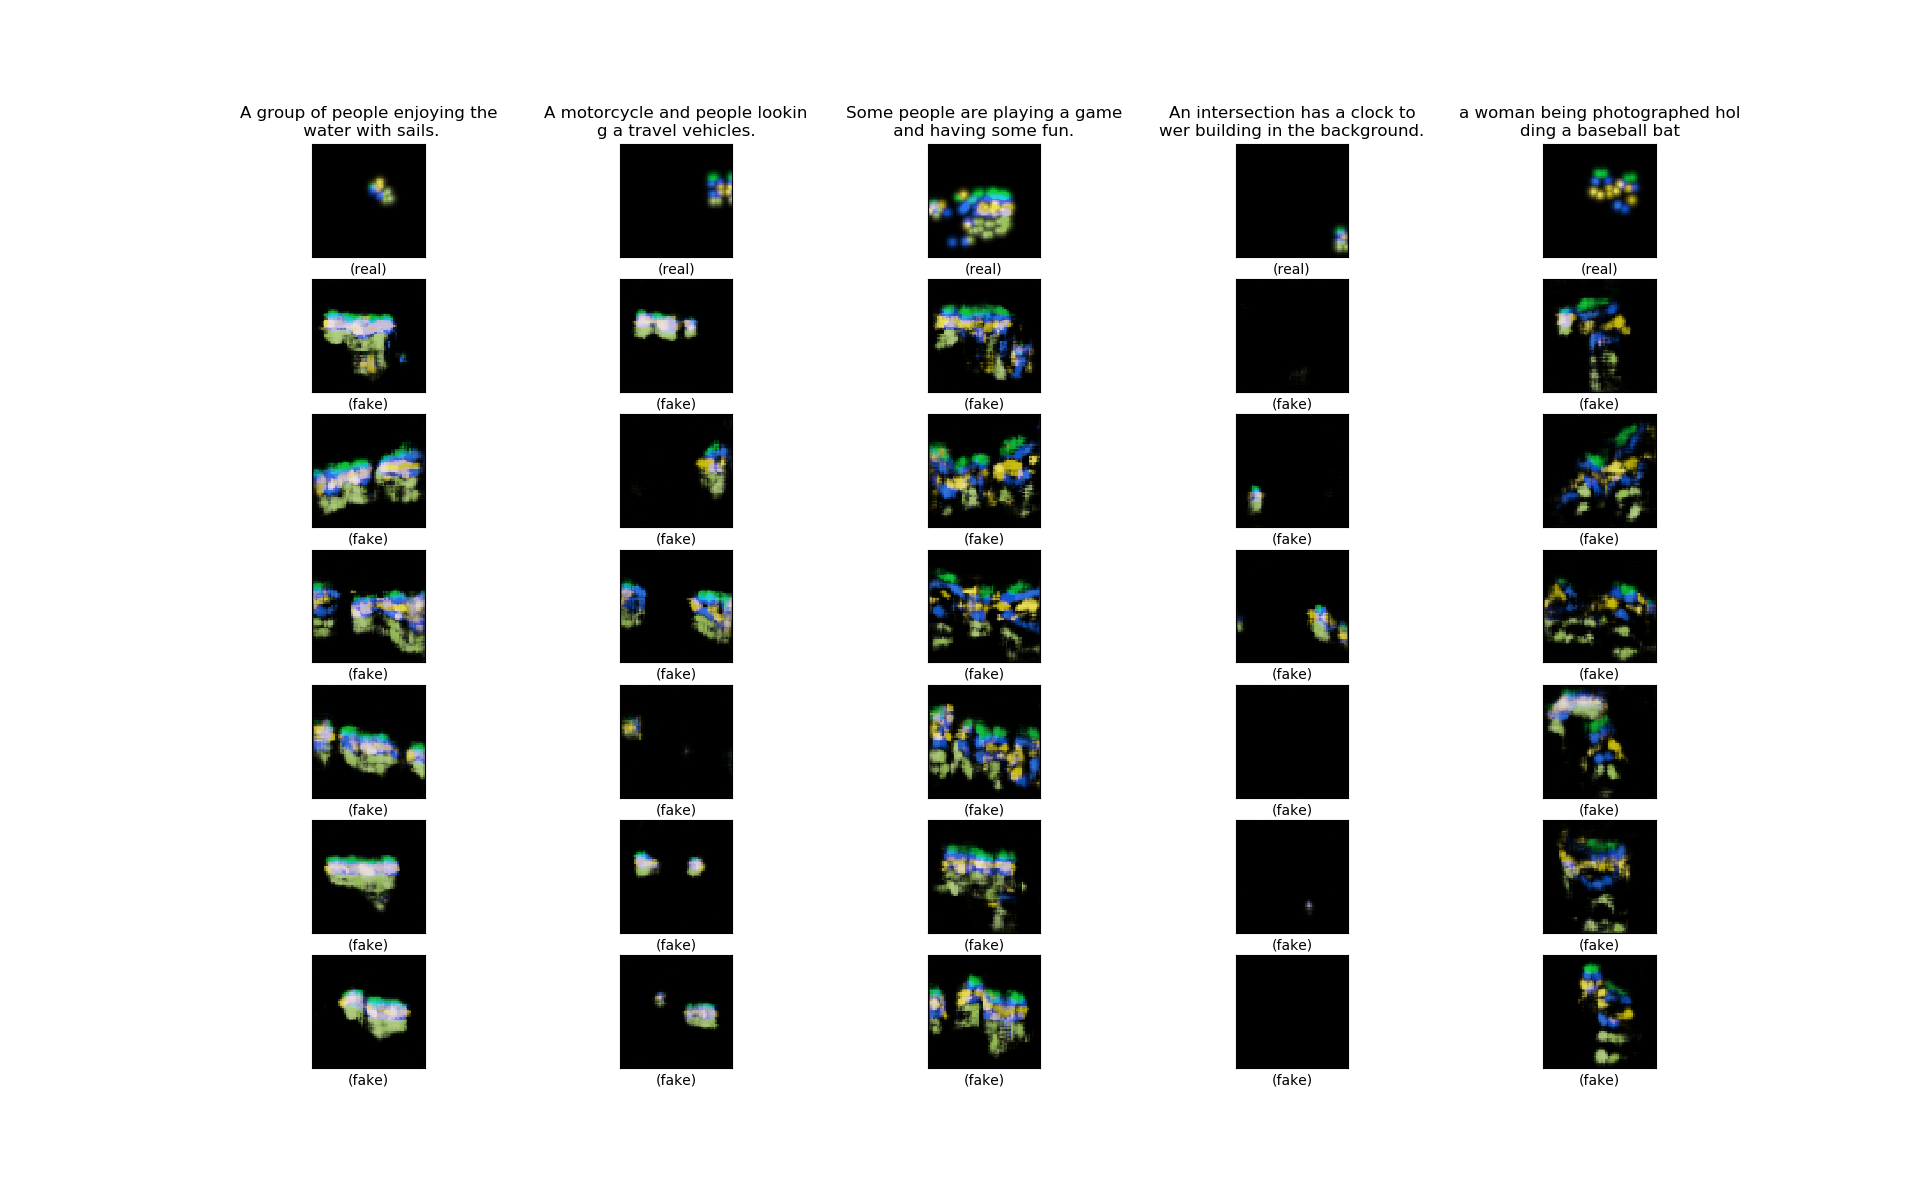 A group of people enjoying the
water with sails.
A motorcycle and people lookin
g a travel vehicles.
Some people are playing a game
and having some fun.
An intersection has a clock to
wer building in the background.
a woman being photographed hol
ding a baseball bat
(real) (real) (real) (real) (real)
(fake) (fake) (fake) (fake) (fake)
(fake) (fake) (fake) (fake) (fake)
(fake) (fake) (fake) (fake) (fake)
(fake) (fake) (fake) (fake) (fake)
(fake) (fake) (fake) (fake) (fake)
(fake) (fake) (fake) (fake) (fake)